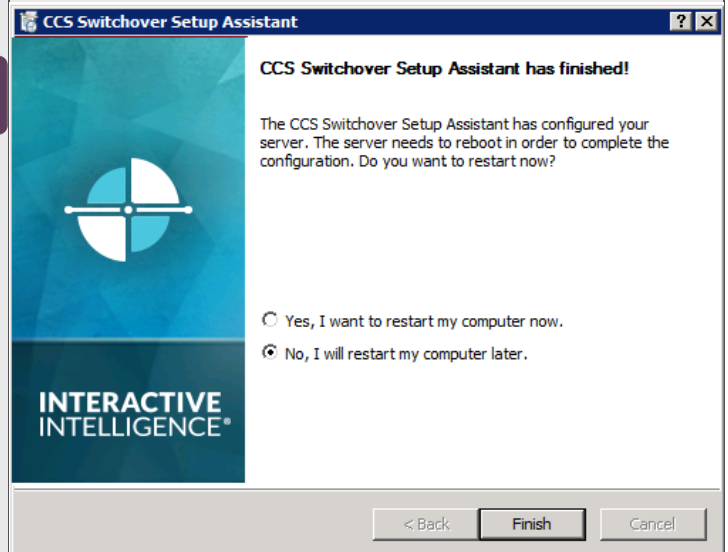 CCS Switchover Setup Assistant
CCS Switchover Setup Assistant has finished!
The CCS Switchover Setup Assistant has configured your
server. The server needs to reboot in order to complete the
configuration. Do you want to restart now?
Yes, I want to restart my computer now.
No, I will restart my computer later.
INTERACTIVE
INTELLIGENCE®
< Back Finish Cancel